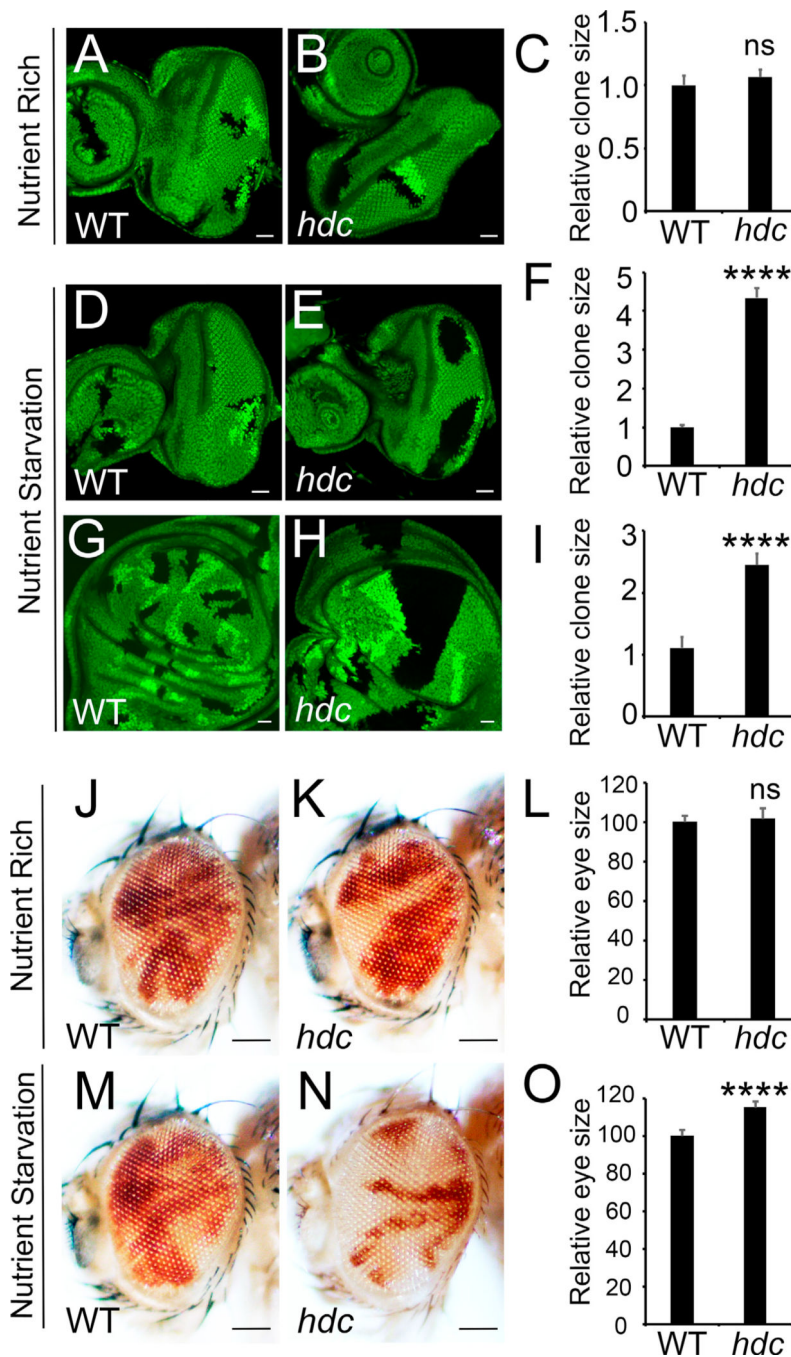 Nutrient Rich
A
WT
B
hdc
C
Relative clone size
1.5
1.0
0.5
0
ns
WT hdc
Nutrient Starvation
D
WT
E
hdc
F
Relative clone size
5
4
3
2
1
0
****
WT hdc
G
WT
H
hdc
I
Relative clone size
3
2
1
0
****
WT hdc
Nutrient Rich
J
WT
K
hdc
L
Relative eye size
120
100
80
60
40
20
0
ns
WT hdc
Nutrient Starvation
M
WT
N
hdc
O
Relative eye size
120
100
80
60
40
20
0
****
WT hdc